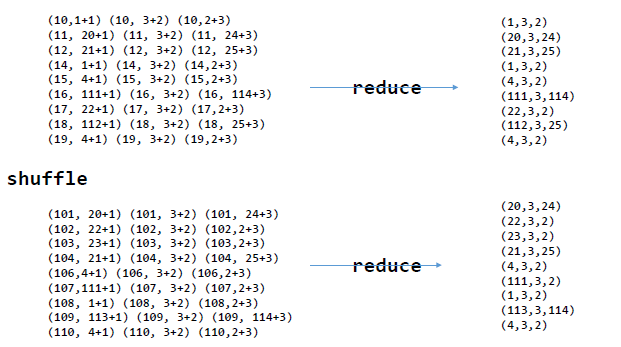 (10,1+1) (10, 3+2) (10,2+3)
(11, 20+1) (11, 3+2) (11, 24+3)
(12, 21+1) (12, 3+2) (12, 25+3)
(14, 1+1) (14, 3+2) (14,2+3)
(15, 4+1) (15, 3+2) (15,2+3)
(16, 111+1) (16, 3+2) (16, 114+3)
(17, 22+1) (17, 3+2) (17,2+3)
(18, 112+1) (18, 3+2) (18, 25+3)
(19, 4+1) (19, 3+2) (19,2+3)
reduce
(1,3,2)
(20,3,24)
(21,3,25)
(1,3,2)
(4,3,2)
(111,3,114)
(22,3,2)
(112,3,25)
(4,3,2)
shuffle
(101, 20+1) (101, 3+2) (101, 24+3)
(102, 22+1) (102, 3+2) (102,2+3)
(103, 23+1) (103, 3+2) (103,2+3)
(104, 21+1) (104, 3+2) (104, 25+3)
(106,4+1) (106, 3+2) (106,2+3)
(107,111+1) (107, 3+2) (107,2+3)
(108, 1+1) (108, 3+2) (108,2+3)
(109, 113+1) (109, 3+2) (109, 114+3)
(110, 4+1) (110, 3+2) (110,2+3)
reduce
(20,3,24)
(22,3,2)
(23,3,2)
(21,3,25)
(4,3,2)
(111,3,2)
(1,3,2)
(113,3,114)
(4,3,2)